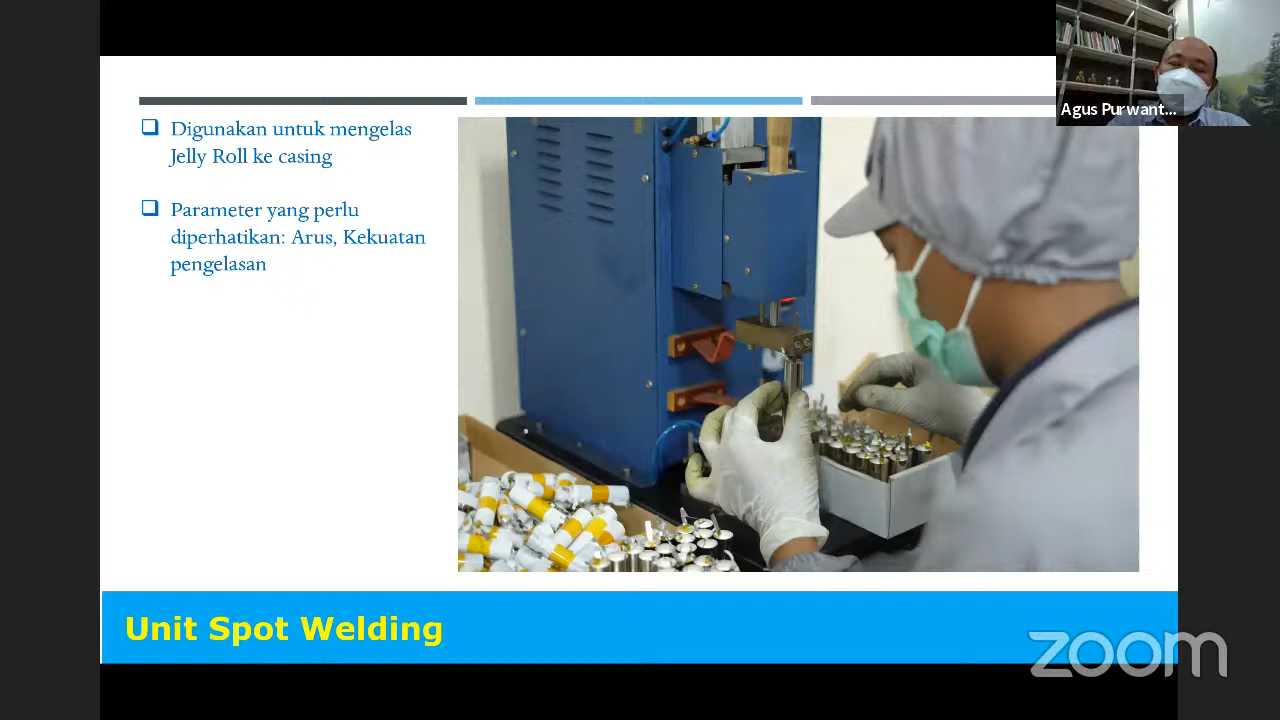 Agus Purwant...
Digunakan untuk mengelas
Jelly Roll ke casing
Parameter yang perlu
diperhatikan: Arus, Kekuatan
pengelasan
Unit Spot Welding
zoom